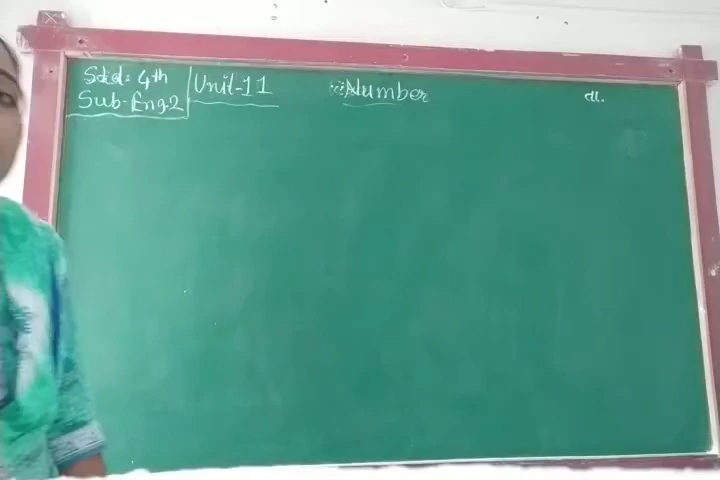 Std: 4th
Sub-Eng.2
Unit-11
Number
તા.